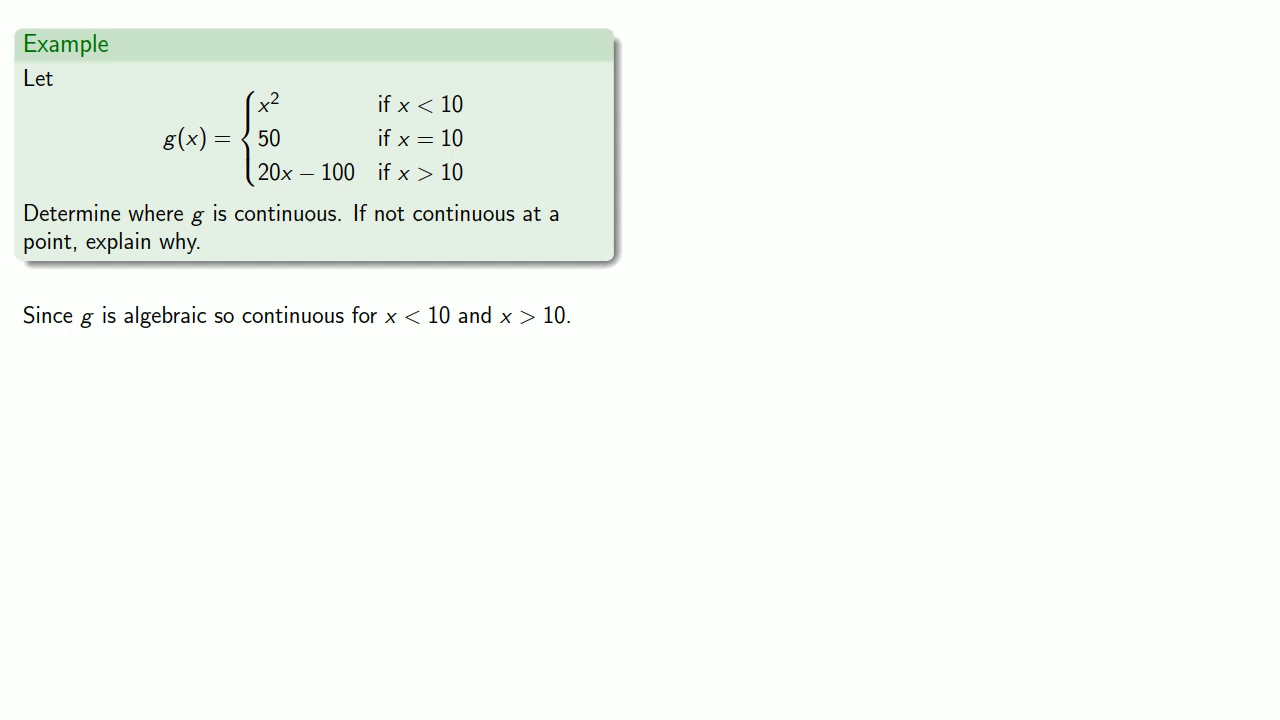 Example
Let
g(x) = { x² if x < 10
50 if x = 10
20x − 100 if x > 10
Determine where g is continuous. If not continuous at a
point, explain why.
Since g is algebraic so continuous for x < 10 and x > 10.